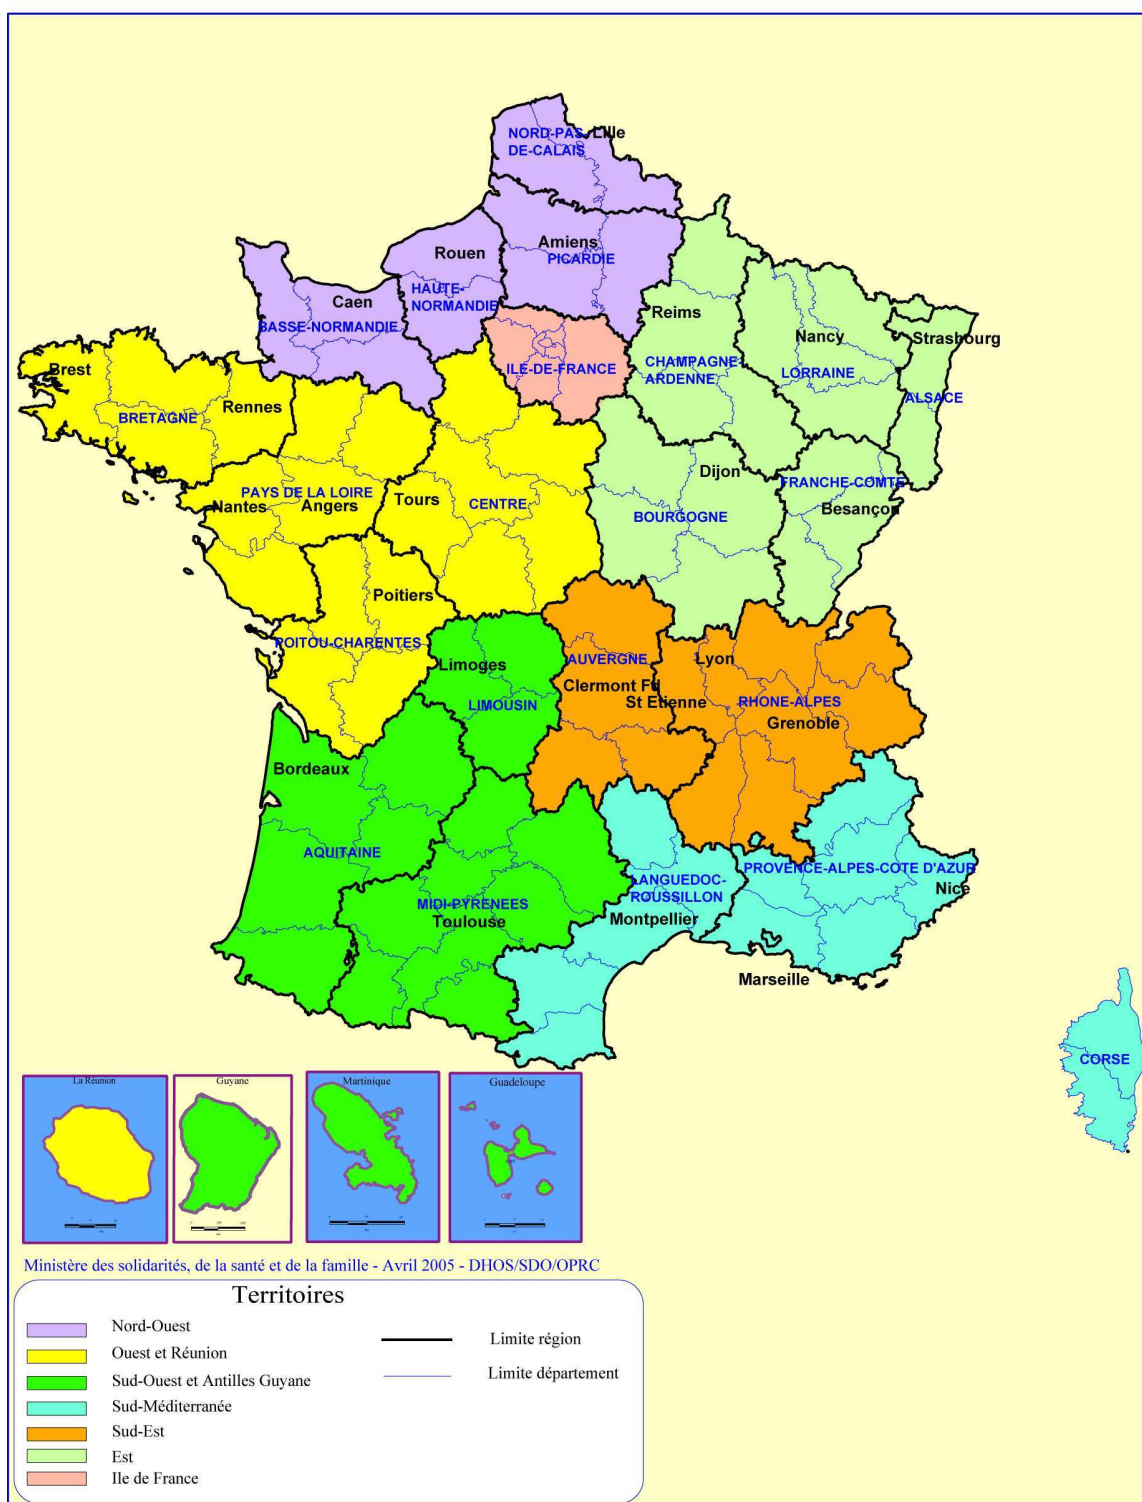 NORD-PAS-
DE-CALAIS
Lille
Amiens
PICARDIE
Rouen
HAUTE-
NORMANDIE
Caen
BASSE-NORMANDIE
Reims
CHAMPAGNE
ARDENNE
Nancy
LORRAINE
Strasbourg
ALSACE
ILE-DE-FRANCE
Brest
Rennes
BRETAGNE
PAYS DE LA LOIRE
Nantes
Angers
Tours
CENTRE
Dijon
BOURGOGNE
FRANCHE-COMTE
Besançon
Poitiers
POITOU-CHARENTES
Limoges
LIMOUSIN
AUVERGNE
Clermont Fd
St Etienne
Lyon
RHONE-ALPES
Grenoble
Bordeaux
AQUITAINE
MIDI-PYRENEES
Toulouse
LANGUEDOC-
ROUSSILLON
Montpellier
PROVENCE-ALPES-COTE D'AZUR
Nice
Marseille
CORSE
La Réunion
Guyane
Martinique
Guadeloupe
Ministère des solidarités, de la santé et de la famille - Avril 2005 - DHOS/SDO/OPRC
Territoires
Nord-Ouest
Ouest et Réunion
Sud-Ouest et Antilles Guyane
Sud-Méditerranée
Sud-Est
Est
Ile de France
Limite région
Limite département